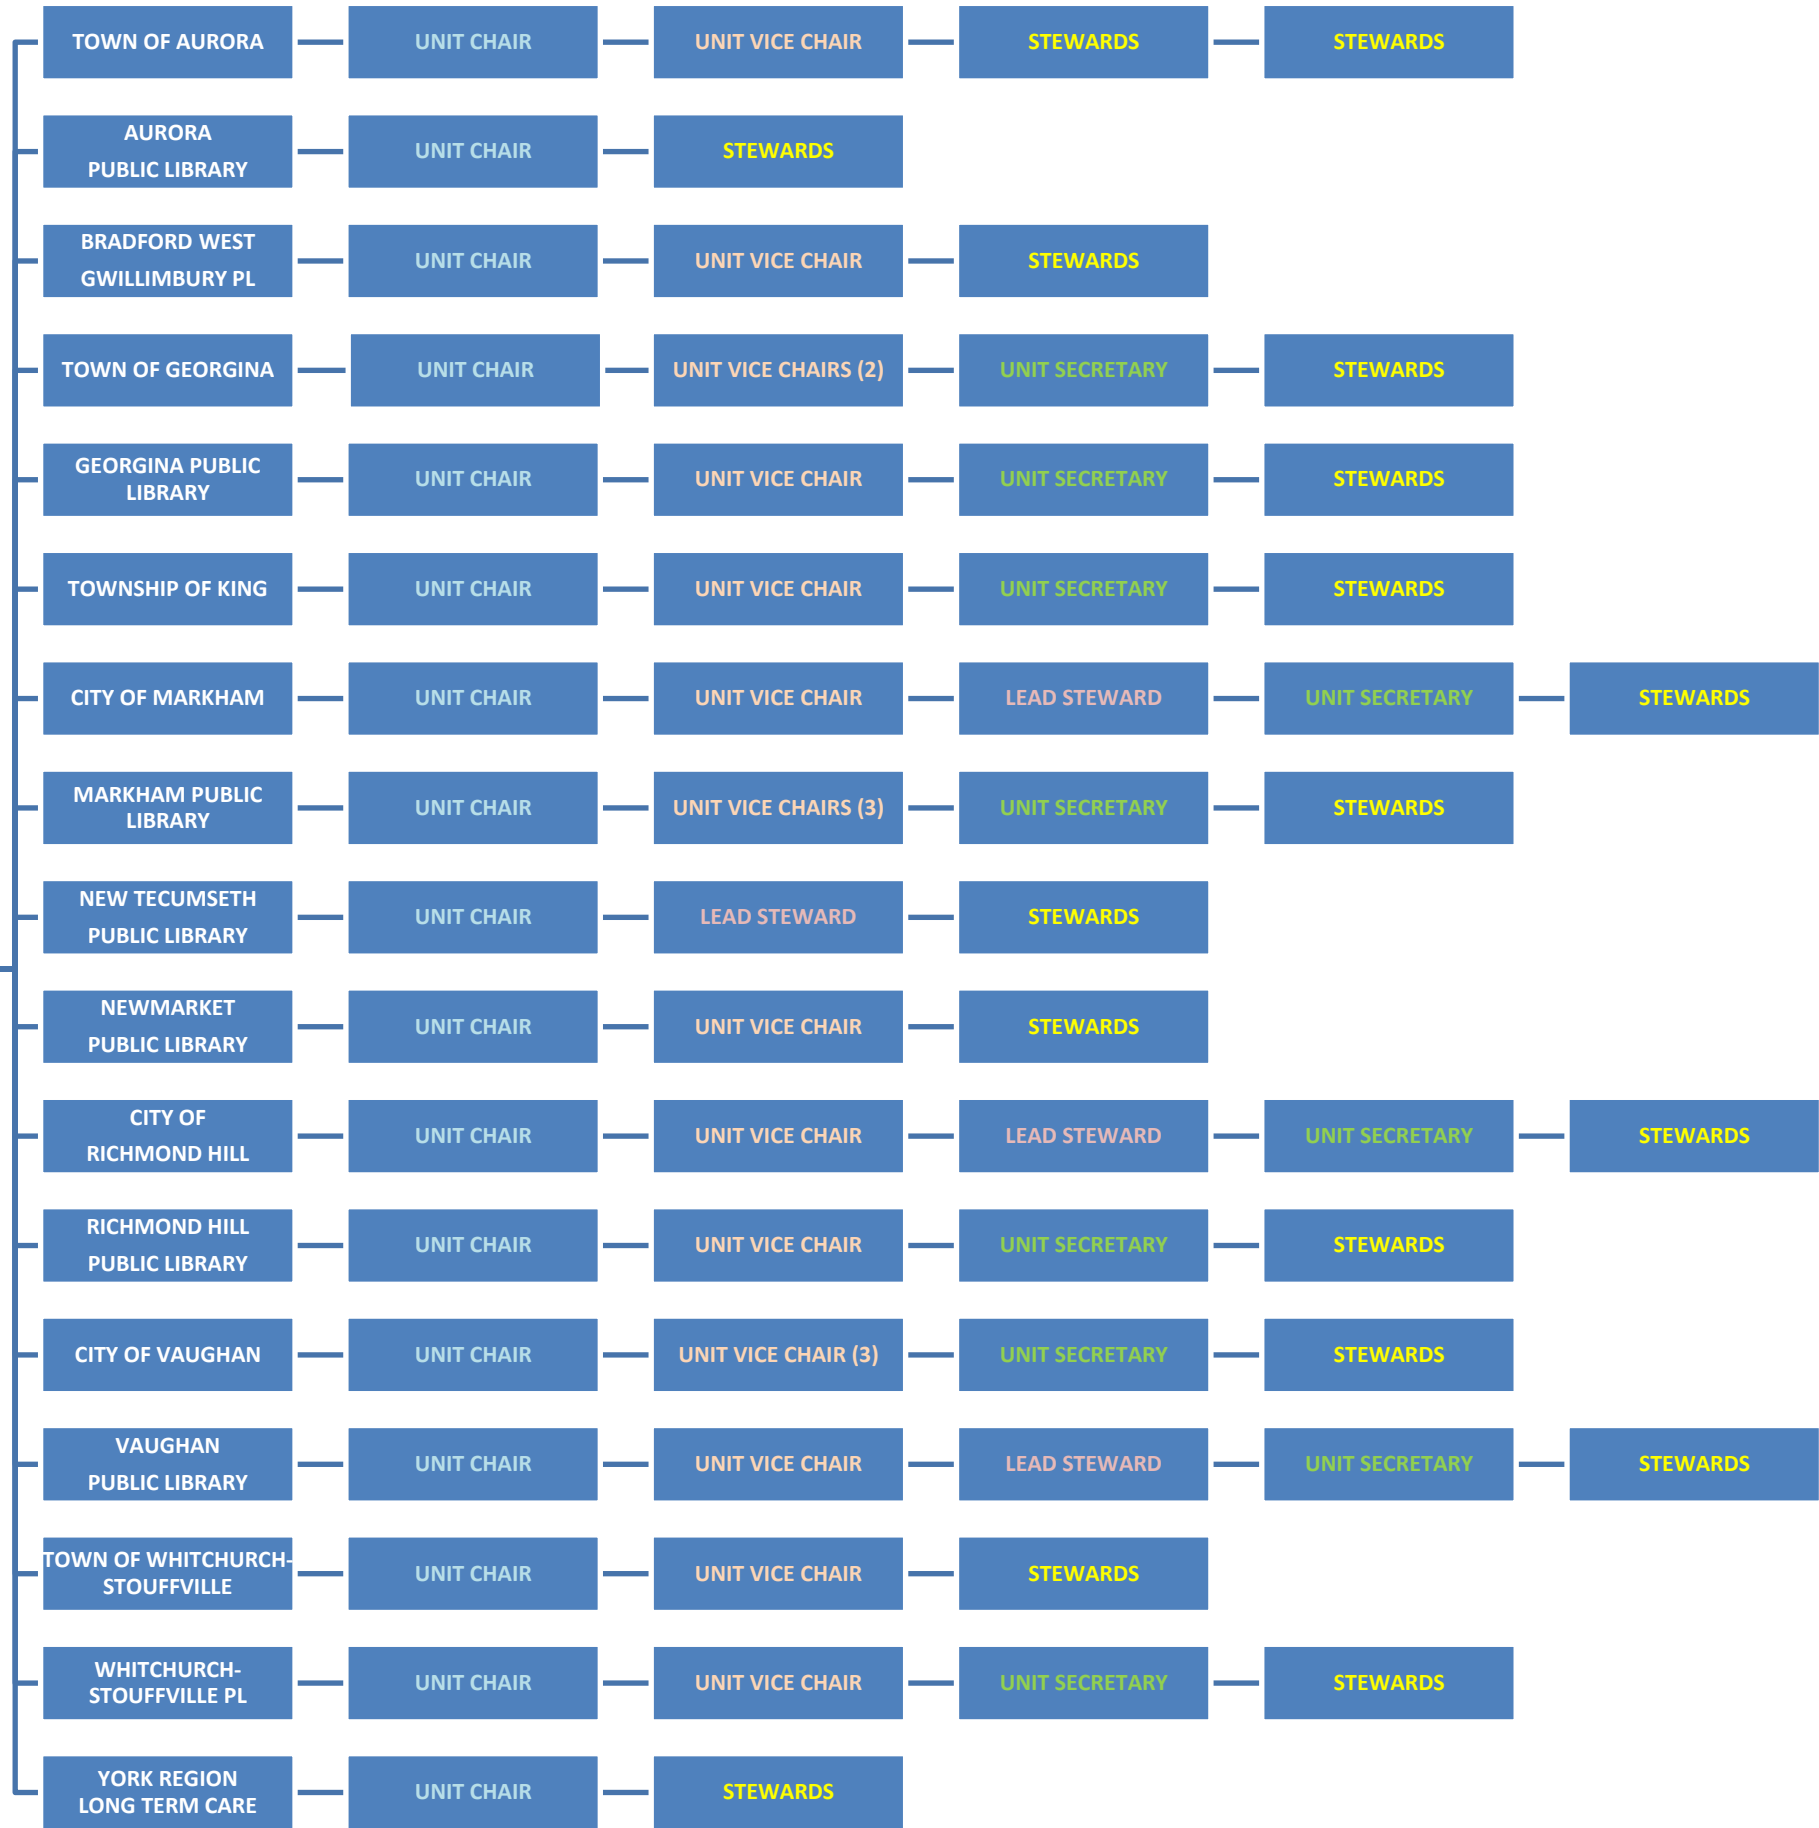 TOWN OF AURORA
UNIT CHAIR
UNIT VICE CHAIR
STEWARDS
STEWARDS
AURORA
PUBLIC LIBRARY
UNIT CHAIR
STEWARDS
BRADFORD WEST
GWILLIMBURY PL
UNIT CHAIR
UNIT VICE CHAIR
STEWARDS
TOWN OF GEORGINA
UNIT CHAIR
UNIT VICE CHAIRS (2)
UNIT SECRETARY
STEWARDS
GEORGINA PUBLIC
LIBRARY
UNIT CHAIR
UNIT VICE CHAIR
UNIT SECRETARY
STEWARDS
TOWNSHIP OF KING
UNIT CHAIR
UNIT VICE CHAIR
UNIT SECRETARY
STEWARDS
CITY OF MARKHAM
UNIT CHAIR
UNIT VICE CHAIR
LEAD STEWARD
UNIT SECRETARY
STEWARDS
MARKHAM PUBLIC
LIBRARY
UNIT CHAIR
UNIT VICE CHAIRS (3)
UNIT SECRETARY
STEWARDS
NEW TECUMSETH
PUBLIC LIBRARY
UNIT CHAIR
LEAD STEWARD
STEWARDS
NEWMARKET
PUBLIC LIBRARY
UNIT CHAIR
UNIT VICE CHAIR
STEWARDS
CITY OF
RICHMOND HILL
UNIT CHAIR
UNIT VICE CHAIR
LEAD STEWARD
UNIT SECRETARY
STEWARDS
RICHMOND HILL
PUBLIC LIBRARY
UNIT CHAIR
UNIT VICE CHAIR
UNIT SECRETARY
STEWARDS
CITY OF VAUGHAN
UNIT CHAIR
UNIT VICE CHAIR (3)
UNIT SECRETARY
STEWARDS
VAUGHAN
PUBLIC LIBRARY
UNIT CHAIR
UNIT VICE CHAIR
LEAD STEWARD
UNIT SECRETARY
STEWARDS
TOWN OF WHITCHURCH-
STOUFFVILLE
UNIT CHAIR
UNIT VICE CHAIR
STEWARDS
WHITCHURCH-
STOUFFVILLE PL
UNIT CHAIR
UNIT VICE CHAIR
UNIT SECRETARY
STEWARDS
YORK REGION
LONG TERM CARE
UNIT CHAIR
STEWARDS